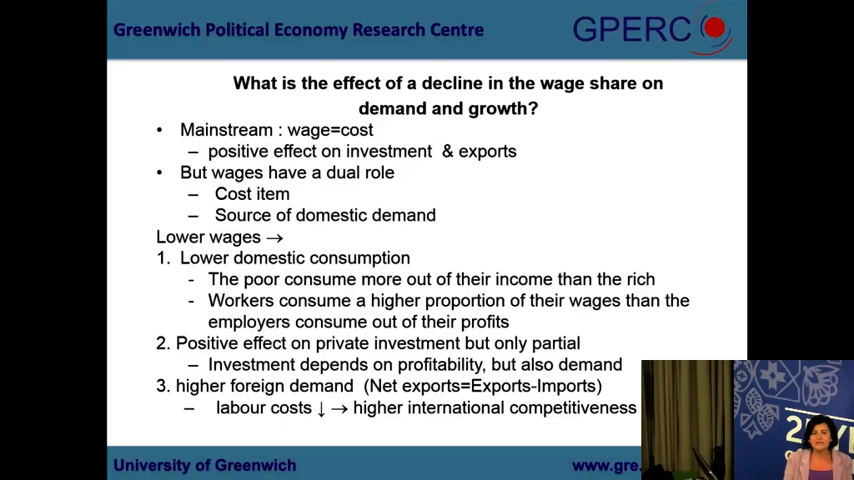 Greenwich Political Economy Research Centre
GPERC
What is the effect of a decline in the wage share on
demand and growth?
• Mainstream : wage=cost
– positive effect on investment & exports
• But wages have a dual role
– Cost item
– Source of domestic demand
Lower wages →
1. Lower domestic consumption
- The poor consume more out of their income than the rich
- Workers consume a higher proportion of their wages than the
employers consume out of their profits
2. Positive effect on private investment but only partial
– Investment depends on profitability, but also demand
3. higher foreign demand (Net exports=Exports-Imports)
– labour costs ↓ → higher international competitiveness
University of Greenwich
www.gre.